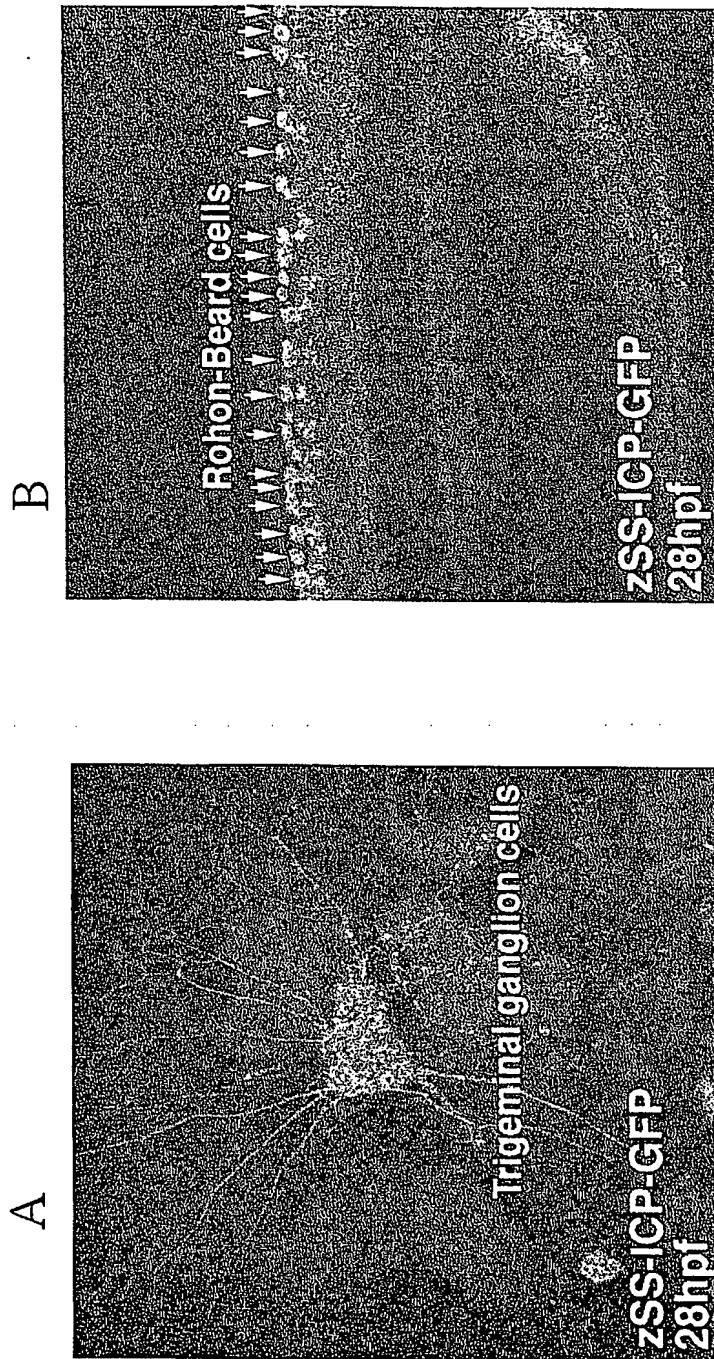 A
Trigeminal ganglion cells
zSS-ICP-GFP
28hpf
B
Rohon-Beard cells
zSS-ICP-GFP
28hpf